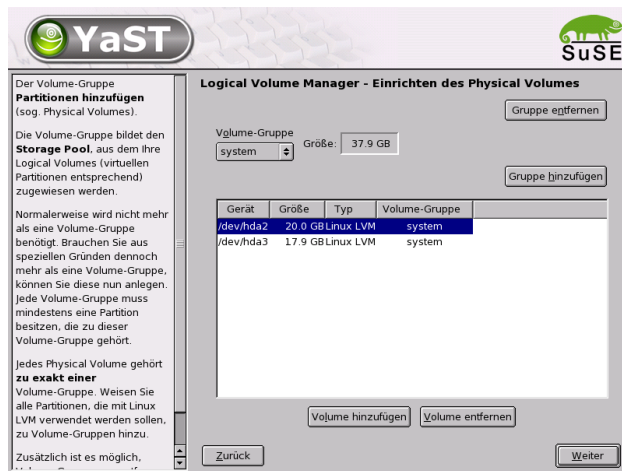 YaST
SuSE
Der Volume-Gruppe
Partitionen hinzufügen
(sog. Physical Volumes).
Die Volume-Gruppe bildet den
Storage Pool, aus dem Ihre
Logical Volumes (virtuellen
Partitionen entsprechend)
zugewiesen werden.
Normalerweise wird nicht mehr
als eine Volume-Gruppe
benötigt. Brauchen Sie aus
speziellen Gründen dennoch
mehr als eine Volume-Gruppe,
können Sie diese nun anlegen.
Jede Volume-Gruppe muss
mindestens eine Partition
besitzen, die zu dieser
Volume-Gruppe gehört.
Jedes Physical Volume gehört
zu exakt einer
Volume-Gruppe. Weisen Sie
alle Partitionen, die mit Linux
LVM verwendet werden sollen,
zu Volume-Gruppen hinzu.
Zusätzlich ist es möglich,
Logical Volume Manager - Einrichten des Physical Volumes
Gruppe entfernen
Volume-Gruppe
system
Größe: 37.9 GB
Gruppe hinzufügen
Gerät Größe Typ Volume-Gruppe
/dev/hda2 20.0 GB Linux LVM system
/dev/hda3 17.9 GB Linux LVM system
Volume hinzufügen Volume entfernen
Zurück Weiter